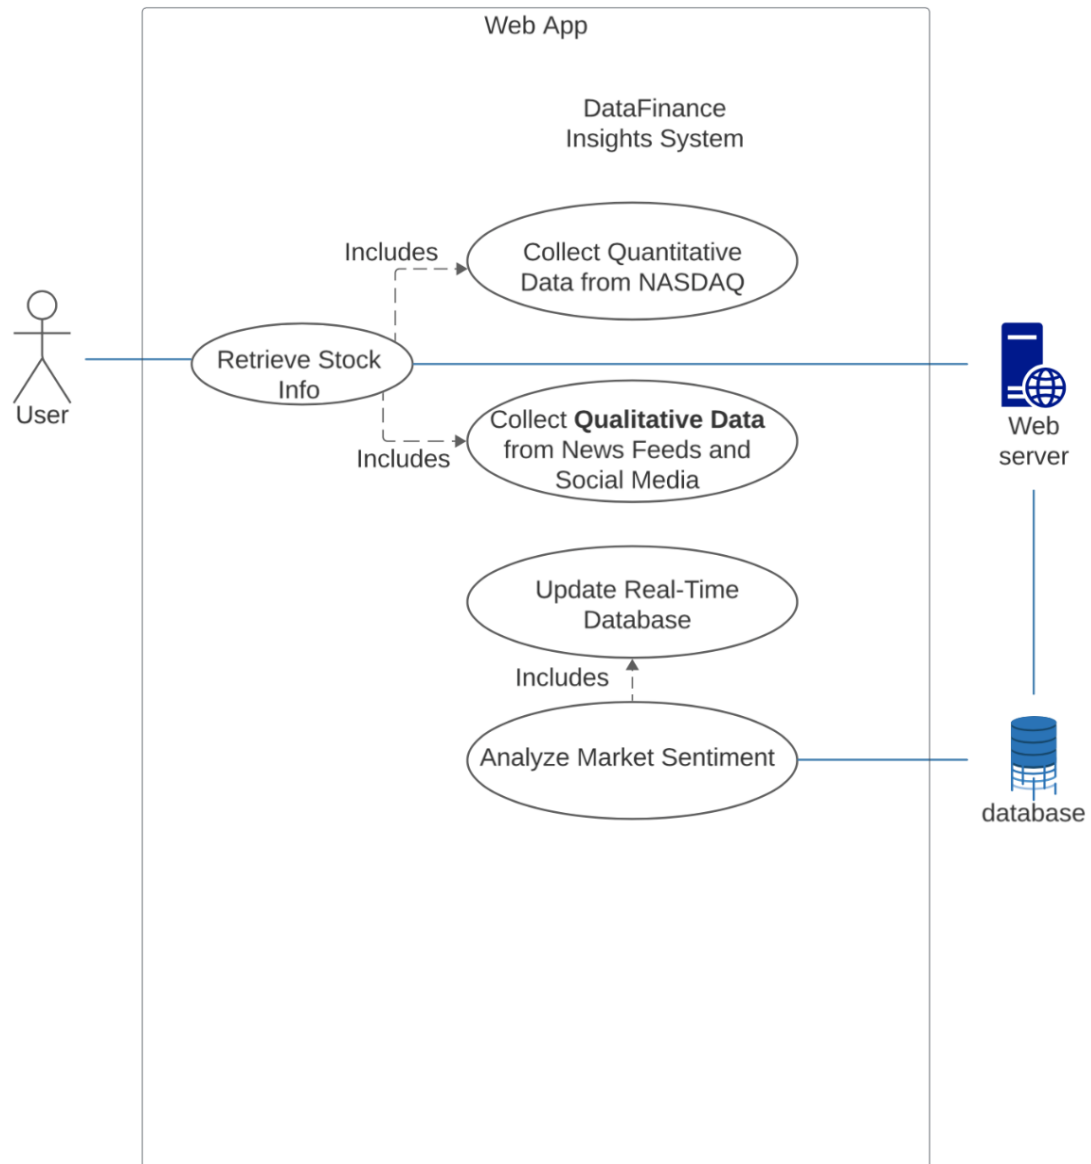 Web App
DataFinance
Insights System
Includes
Collect Quantitative
Data from NASDAQ
User
Retrieve Stock
Info
Includes
Collect Qualitative Data
from News Feeds and
Social Media
Web
server
Update Real-Time
Database
Includes
Analyze Market Sentiment
database